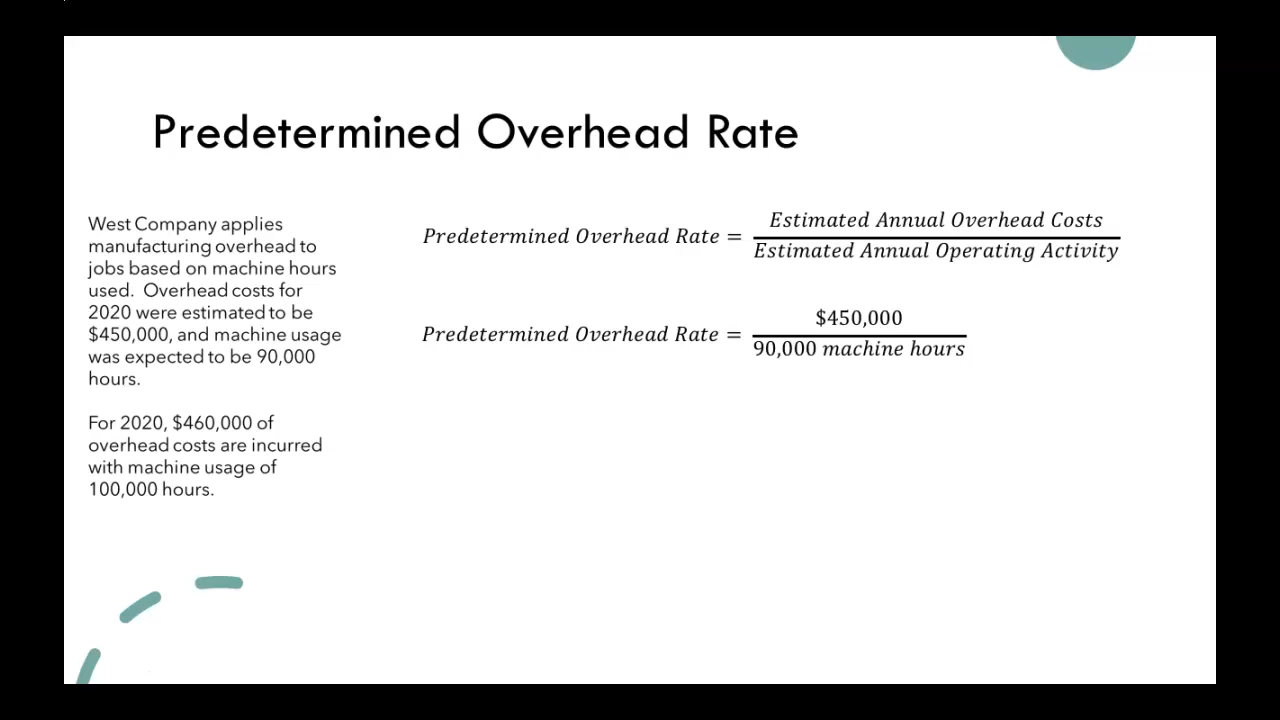 Predetermined Overhead Rate
West Company applies
manufacturing overhead to
jobs based on machine hours
used.  Overhead costs for
2020 were estimated to be
$450,000, and machine usage
was expected to be 90,000
hours.
For 2020, $460,000 of
overhead costs are incurred
with machine usage of
100,000 hours.
Predetermined Overhead Rate =
Estimated Annual Overhead Costs
Estimated Annual Operating Activity
Predetermined Overhead Rate =
$450,000
90,000 machine hours